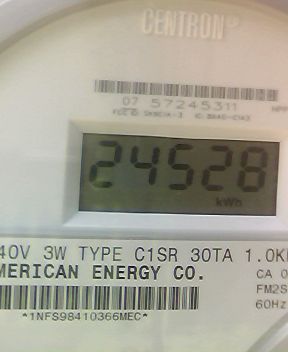 CENTRON®
07 57245311
24528
kWh
40V 3W TYPE C1SR 30TA 1.0K
MERICAN ENERGY CO.
CA 0
FM2S
60Hz
*1NFS98410366MEC*